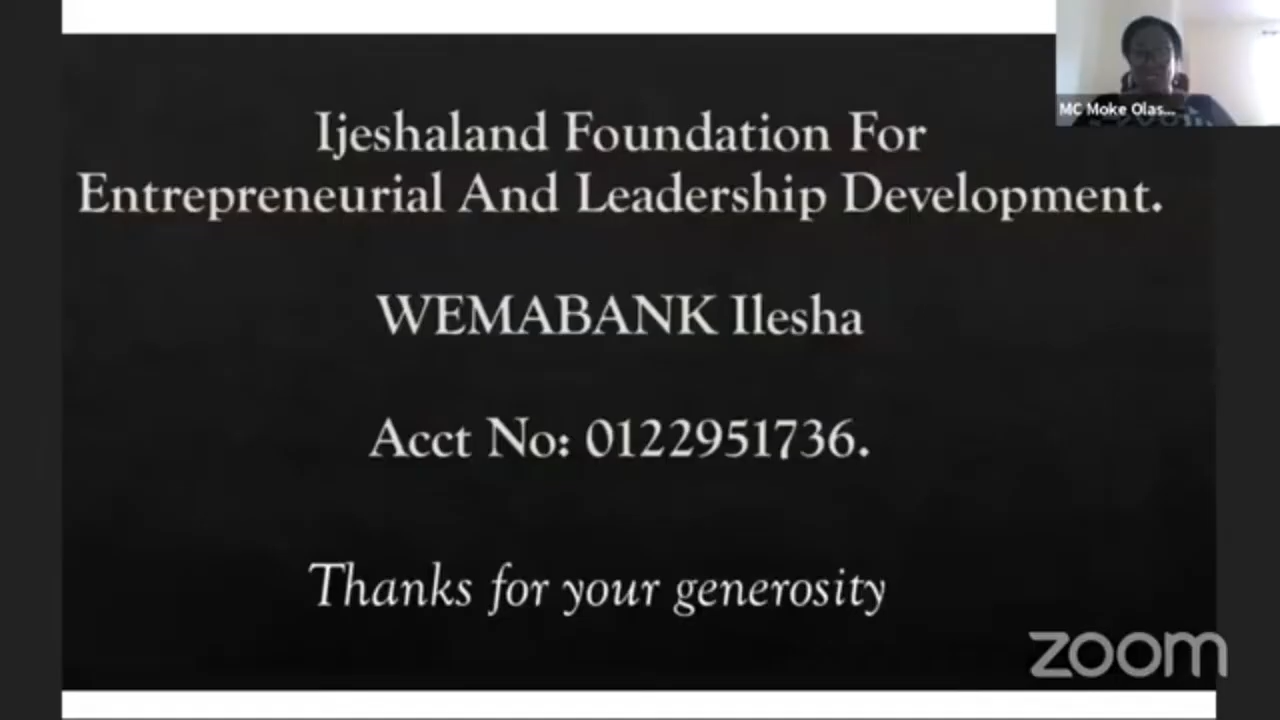 MC Moke Olas...
Ijeshaland Foundation For
Entrepreneurial And Leadership Development.
WEMABANK Ilesha
Acct No: 0122951736.
Thanks for your generosity
zoom